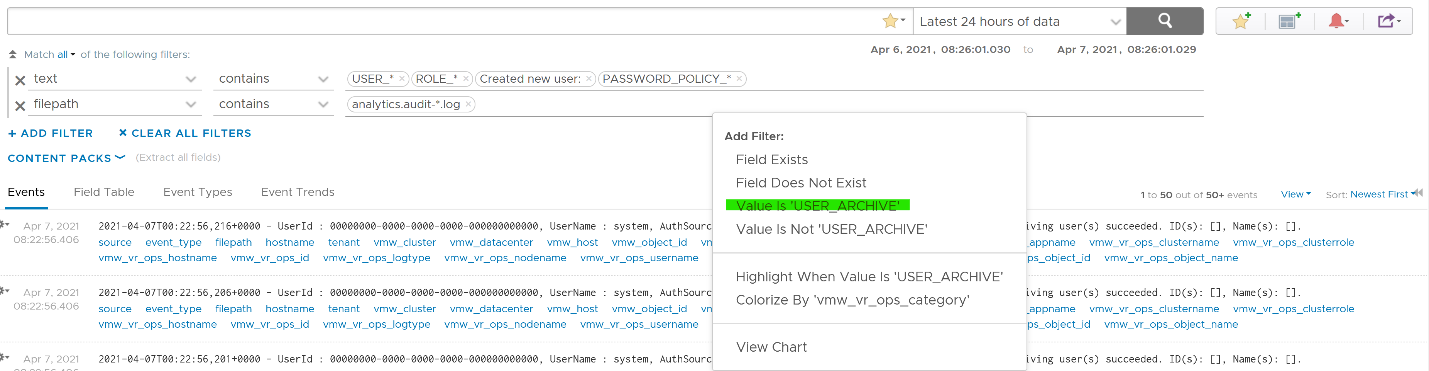 Latest 24 hours of data
Match all of the following filters:
Apr 6, 2021, 08:26:01.030 to Apr 7, 2021, 08:26:01.029
text contains USER_* × ROLE_* × Created new user: × PASSWORD_POLICY_* ×
filepath contains analytics.audit-*.log ×
+ ADD FILTER × CLEAR ALL FILTERS
CONTENT PACKS (Extract all fields)
Add Filter:
Field Exists
Field Does Not Exist
Value Is 'USER_ARCHIVE'
Value Is Not 'USER_ARCHIVE'
Highlight When Value Is 'USER_ARCHIVE'
Colorize By 'vmw_vr_ops_category'
View Chart
Events Field Table Event Types Event Trends
1 to 50 out of 50+ events View Sort: Newest First
Apr 7, 2021 2021-04-07T00:22:56,216+0000 - UserId : 00000000-0000-0000-0000-000000000000, UserName : system, AuthSourc iving user(s) succeeded. ID(s): [], Name(s): [].
08:22:56.406 source event_type filepath hostname tenant vmw_cluster vmw_datacenter vmw_host vmw_object_id vn _appname vmw_vr_ops_clustername vmw_vr_ops_clusterrole
vmw_vr_ops_hostname vmw_vr_ops_id vmw_vr_ops_logtype vmw_vr_ops_nodename vmw_vr_ops_username ps_object_id vmw_vr_ops_object_name
Apr 7, 2021 2021-04-07T00:22:56,206+0000 - UserId : 00000000-0000-0000-0000-000000000000, UserName : system, AuthSourc iving user(s) succeeded. ID(s): [], Name(s): [].
08:22:56.406 source event_type filepath hostname tenant vmw_cluster vmw_datacenter vmw_host vmw_object_id vn _appname vmw_vr_ops_clustername vmw_vr_ops_clusterrole
vmw_vr_ops_hostname vmw_vr_ops_id vmw_vr_ops_logtype vmw_vr_ops_nodename vmw_vr_ops_username ps_object_id vmw_vr_ops_object_name
Apr 7, 2021 2021-04-07T00:22:56,201+0000 - UserId : 00000000-0000-0000-0000-000000000000, UserName : system, AuthSourc iving user(s) succeeded. ID(s): [], Name(s): [].